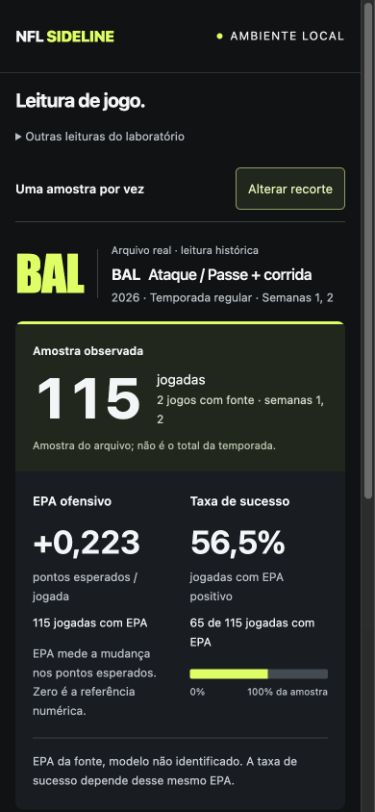 NFL SIDELINE
AMBIENTE LOCAL
Leitura de jogo.
Outras leituras do laboratório
Uma amostra por vez
Alterar recorte
BAL
Arquivo real · leitura histórica
BAL Ataque / Passe + corrida
2026 · Temporada regular · Semanas 1, 2
Amostra observada
115
jogadas
2 jogos com fonte · semanas 1,
2
Amostra do arquivo; não é o total da temporada.
EPA ofensivo
+0,223
pontos esperados /
jogada
115 jogadas com EPA
EPA mede a mudança
nos pontos esperados.
Zero é a referência
numérica.
Taxa de sucesso
56,5%
jogadas com EPA
positivo
65 de 115 jogadas com
EPA
0%
100% da amostra
EPA da fonte, modelo não identificado. A taxa de
sucesso depende desse mesmo EPA.